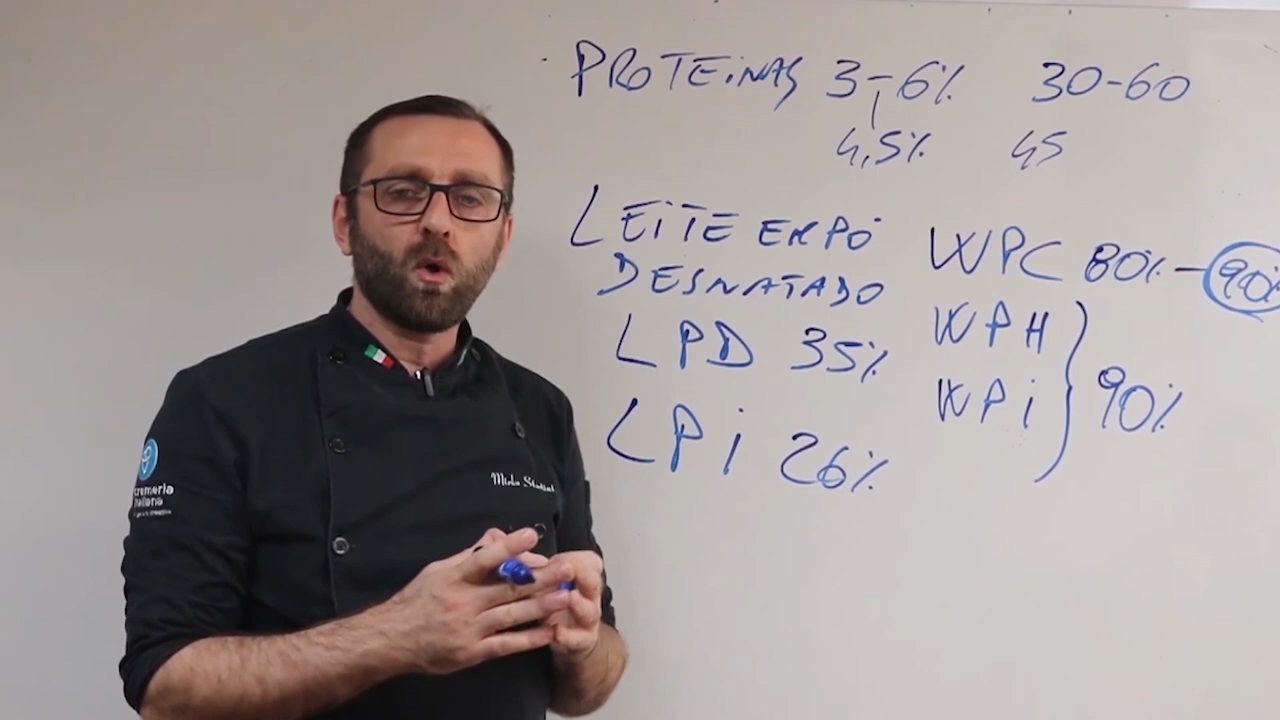 PROTEiNAS 3-6% 30-60
4,5% 45
LEiTE EM PÓ
DESNATADO
LPD 35%
LPi 26%
WPC 80% - 90%
WPH
WPi
90%